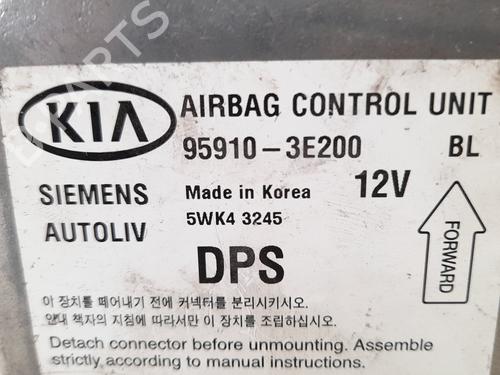 KIA AIRBAG CONTROL UNIT
95910-3E200 BL
SIEMENS Made in Korea 12V
AUTOLIV 5WK4 3245
DPS
FORWARD
이 장치를 떼어내기 전에 커넥터를 분리시키시오.
안내 책자의 지침에 따라서만 이 장치를 조립하십시오.
Detach connector before unmounting. Assemble
strictly, according to manual instructions.